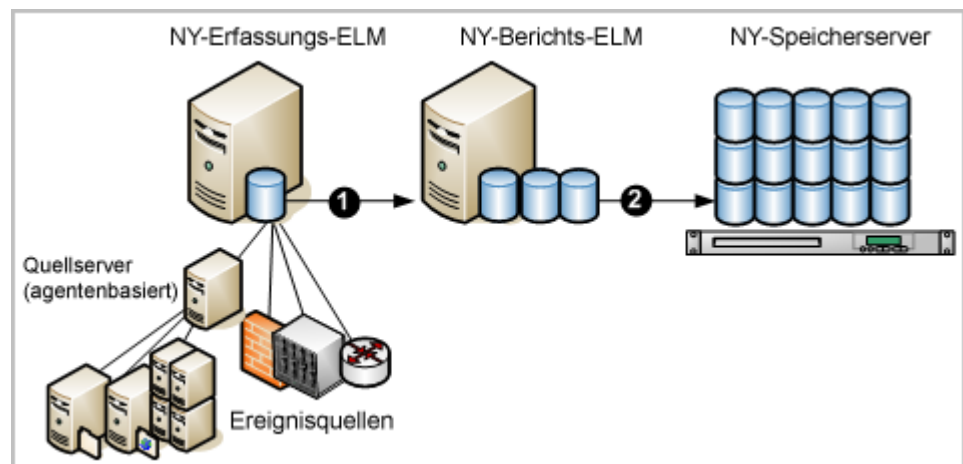 NY-Erfassungs-ELM
NY-Berichts-ELM
NY-Speicherserver
1
2
Quellserver
(agentenbasiert)
Ereignisquellen